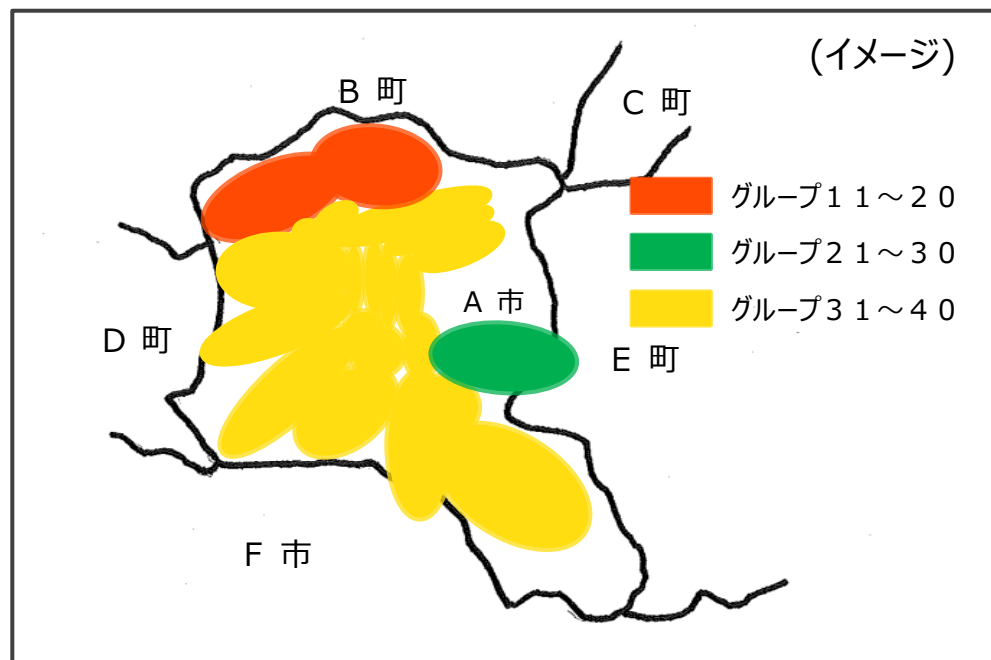 (イメージ)
B 町
C 町
グループ11～20
グループ21～30
A 市
グループ31～40
D 町
E 町
F 市